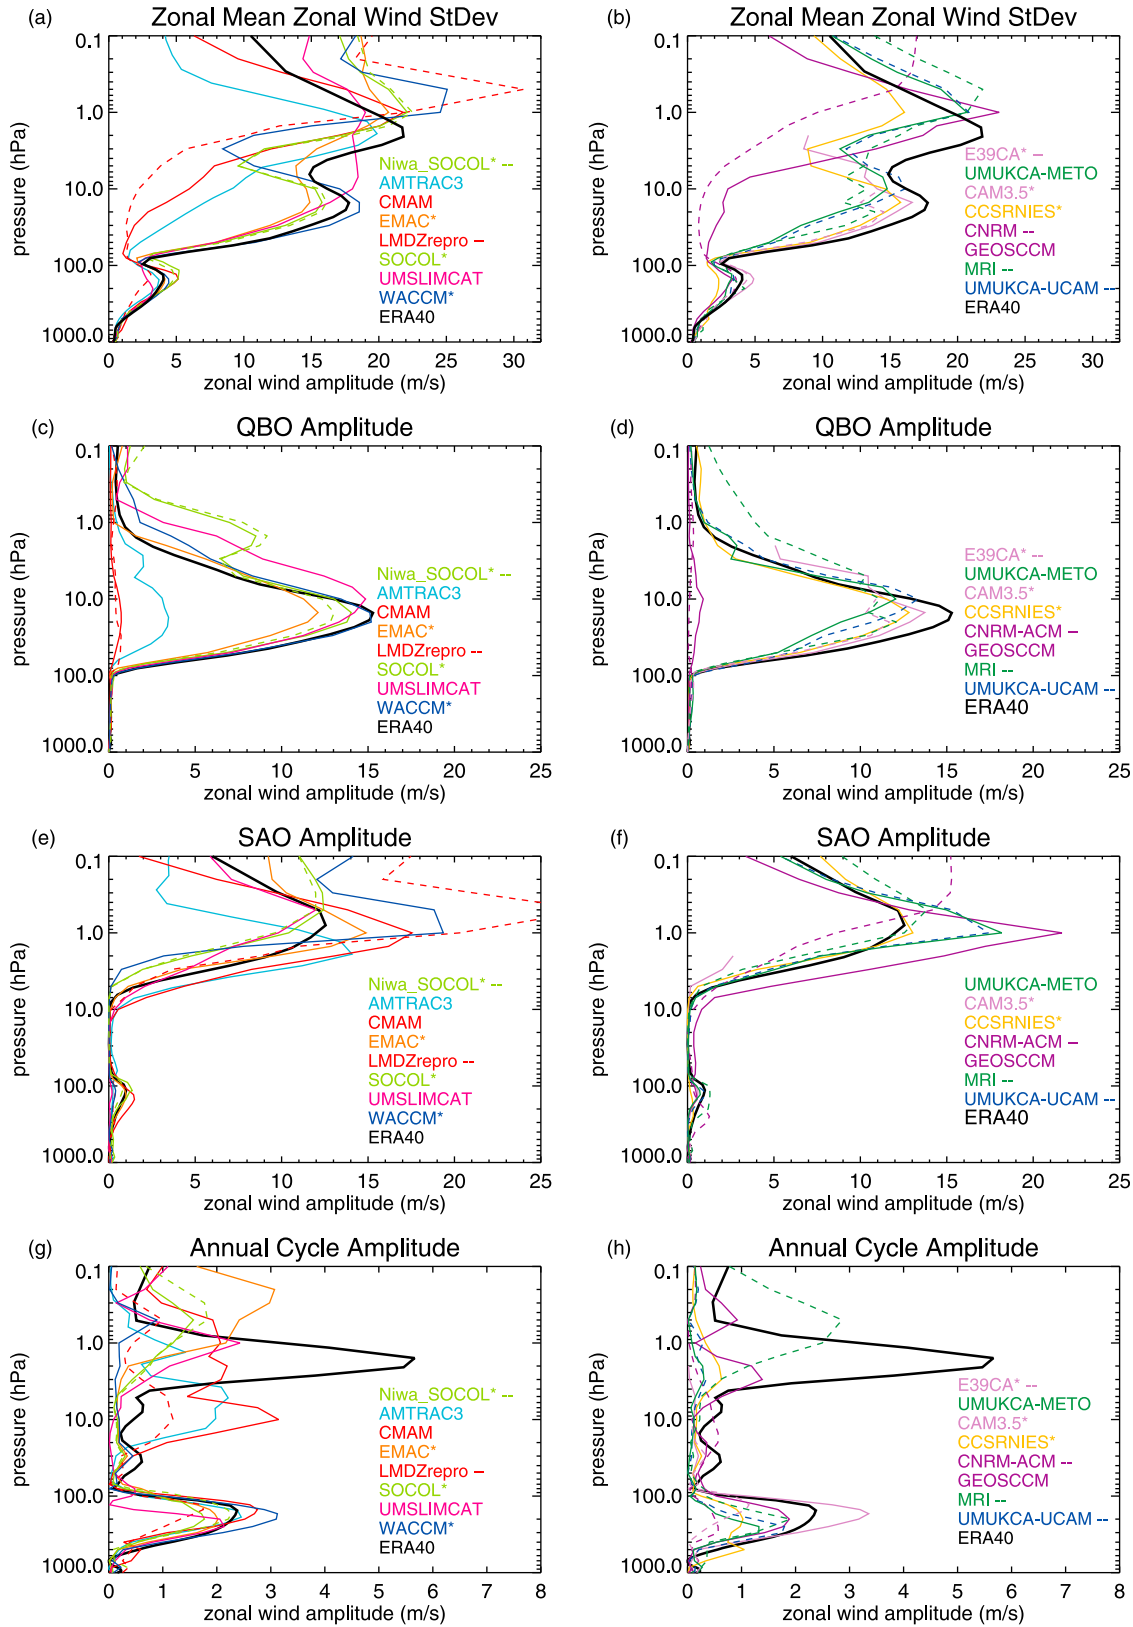 (a) Zonal Mean Zonal Wind StDev
0.1
1.0
10.0
100.0
1000.0
pressure (hPa)
Niwa_SOCOL* --
AMTRAC3
CMAM
EMAC*
LMDZrepro –
SOCOL*
UMSLIMCAT
WACCM*
ERA40
0 5 10 15 20 25 30
zonal wind amplitude (m/s)
(b) Zonal Mean Zonal Wind StDev
0.1
1.0
10.0
100.0
1000.0
pressure (hPa)
E39CA* –
UMUKCA-METO
CAM3.5*
CCSRNIES*
CNRM --
GEOSCCM
MRI --
UMUKCA-UCAM --
ERA40
0 5 10 15 20 25 30
zonal wind amplitude (m/s)
(c) QBO Amplitude
0.1
1.0
10.0
100.0
1000.0
pressure (hPa)
Niwa_SOCOL* --
AMTRAC3
CMAM
EMAC*
LMDZrepro --
SOCOL*
UMSLIMCAT
WACCM*
ERA40
0 5 10 15 20 25
zonal wind amplitude (m/s)
(d) QBO Amplitude
0.1
1.0
10.0
100.0
1000.0
pressure (hPa)
E39CA* --
UMUKCA-METO
CAM3.5*
CCSRNIES*
CNRM-ACM –
GEOSCCM
MRI --
UMUKCA-UCAM --
ERA40
0 5 10 15 20 25
zonal wind amplitude (m/s)
(e) SAO Amplitude
0.1
1.0
10.0
100.0
1000.0
pressure (hPa)
Niwa_SOCOL* --
AMTRAC3
CMAM
EMAC*
LMDZrepro --
SOCOL*
UMSLIMCAT
WACCM*
ERA40
0 5 10 15 20 25
zonal wind amplitude (m/s)
(f) SAO Amplitude
0.1
1.0
10.0
100.0
1000.0
pressure (hPa)
UMUKCA-METO
CAM3.5*
CCSRNIES*
CNRM-ACM –
GEOSCCM
MRI --
UMUKCA-UCAM --
ERA40
0 5 10 15 20 25
zonal wind amplitude (m/s)
(g) Annual Cycle Amplitude
0.1
1.0
10.0
100.0
1000.0
pressure (hPa)
Niwa_SOCOL* --
AMTRAC3
CMAM
EMAC*
LMDZrepro –
SOCOL*
UMSLIMCAT
WACCM*
ERA40
0 1 2 3 4 5 6 7 8
zonal wind amplitude (m/s)
(h) Annual Cycle Amplitude
0.1
1.0
10.0
100.0
1000.0
pressure (hPa)
E39CA* --
UMUKCA-METO
CAM3.5*
CCSRNIES*
CNRM-ACM --
GEOSCCM
MRI --
UMUKCA-UCAM --
ERA40
0 1 2 3 4 5 6 7 8
zonal wind amplitude (m/s)